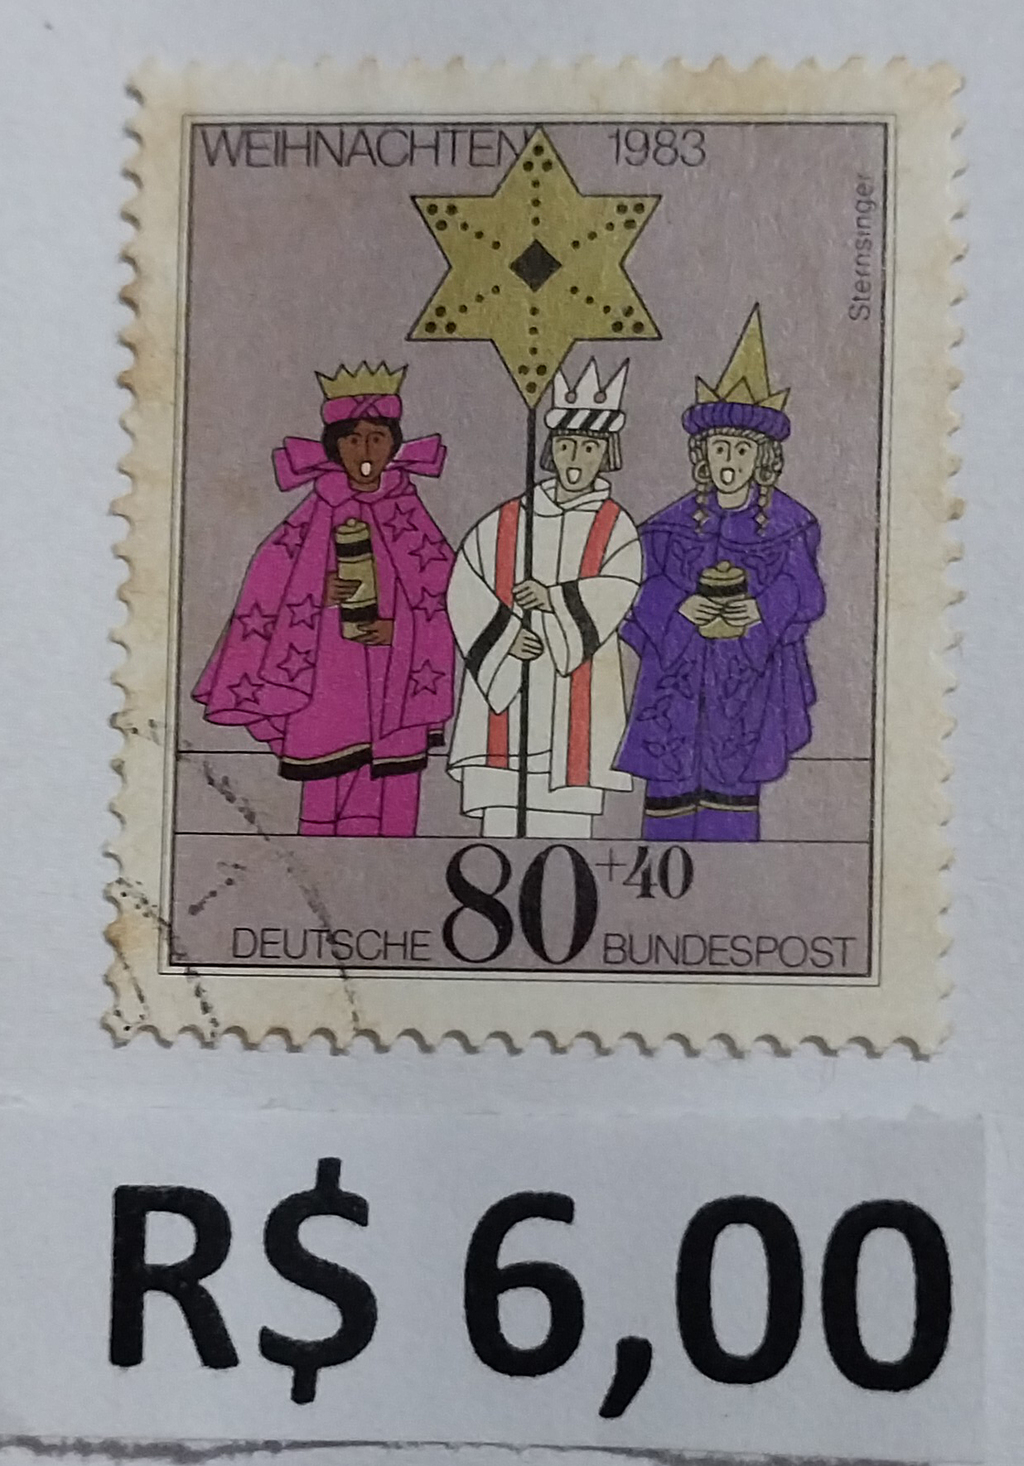 WEIHNACHTEN 1983
Sternsinger
80+40
DEUTSCHE BUNDESPOST
R$ 6,00